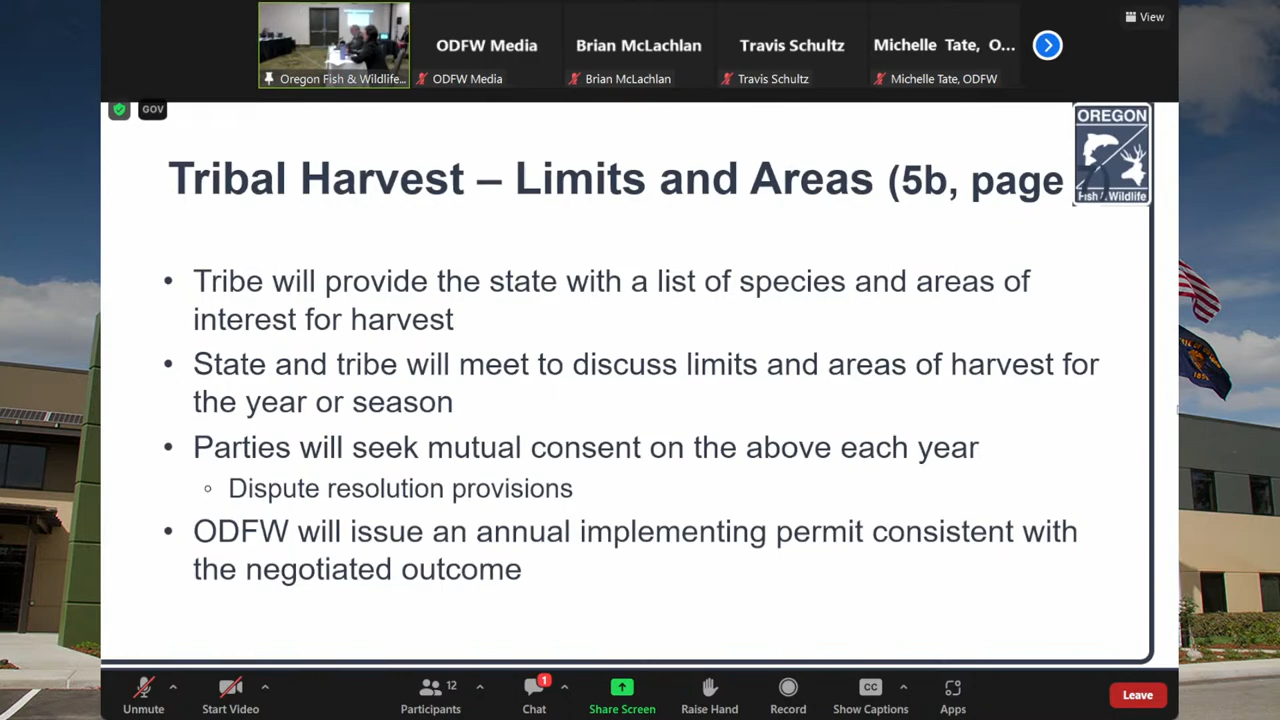 View
ODFW Media
Brian McLachlan
Travis Schultz
Michelle Tate, O...
Oregon Fish & Wildlife...
ODFW Media
Brian McLachlan
Travis Schultz
Michelle Tate, ODFW
GOV
OREGON
Fish & Wildlife
Tribal Harvest – Limits and Areas (5b, page
• Tribe will provide the state with a list of species and areas of
interest for harvest
• State and tribe will meet to discuss limits and areas of harvest for
the year or season
• Parties will seek mutual consent on the above each year
◦ Dispute resolution provisions
• ODFW will issue an annual implementing permit consistent with
the negotiated outcome
Unmute
Start Video
12
Participants
1
Chat
Share Screen
Raise Hand
Record
CC
Show Captions
Apps
Leave